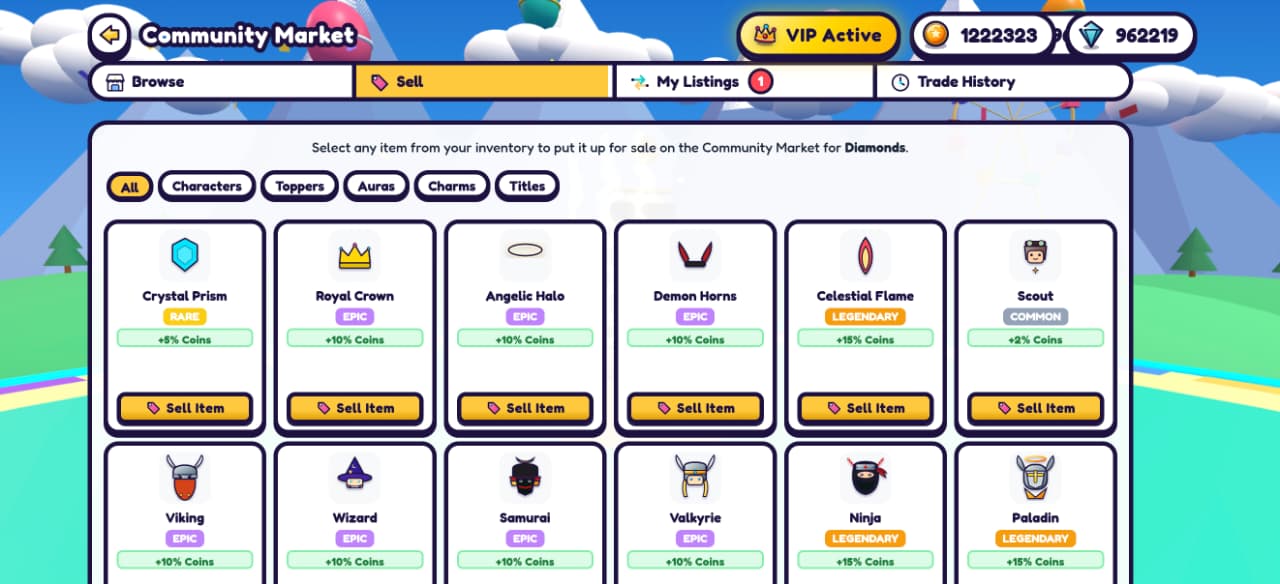 Community Market
VIP Active
1222323
962219
Browse
Sell
My Listings 1
Trade History
Select any item from your inventory to put it up for sale on the Community Market for Diamonds.
All
Characters
Toppers
Auras
Charms
Titles
Crystal Prism
RARE
+5% Coins
Sell Item
Royal Crown
EPIC
+10% Coins
Sell Item
Angelic Halo
EPIC
+10% Coins
Sell Item
Demon Horns
EPIC
+10% Coins
Sell Item
Celestial Flame
LEGENDARY
+15% Coins
Sell Item
Scout
COMMON
+2% Coins
Sell Item
Viking
EPIC
+10% Coins
Wizard
EPIC
+10% Coins
Samurai
EPIC
+10% Coins
Valkyrie
EPIC
+10% Coins
Ninja
LEGENDARY
+15% Coins
Paladin
LEGENDARY
+15% Coins